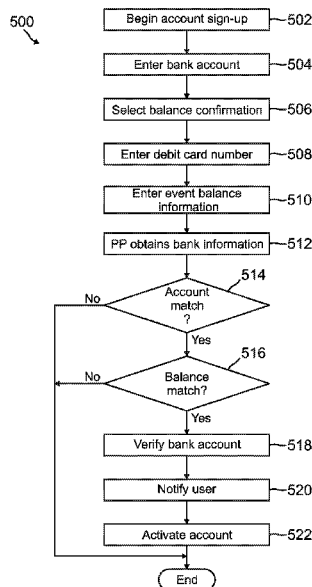 500
Begin account sign-up
502
Enter bank account
504
Select balance confirmation
506
Enter debit card number
508
Enter event balance
information
510
PP obtains bank information
512
514
Account
match
?
No
Yes
516
Balance
match?
No
Yes
Verify bank account
518
Notify user
520
Activate account
522
End